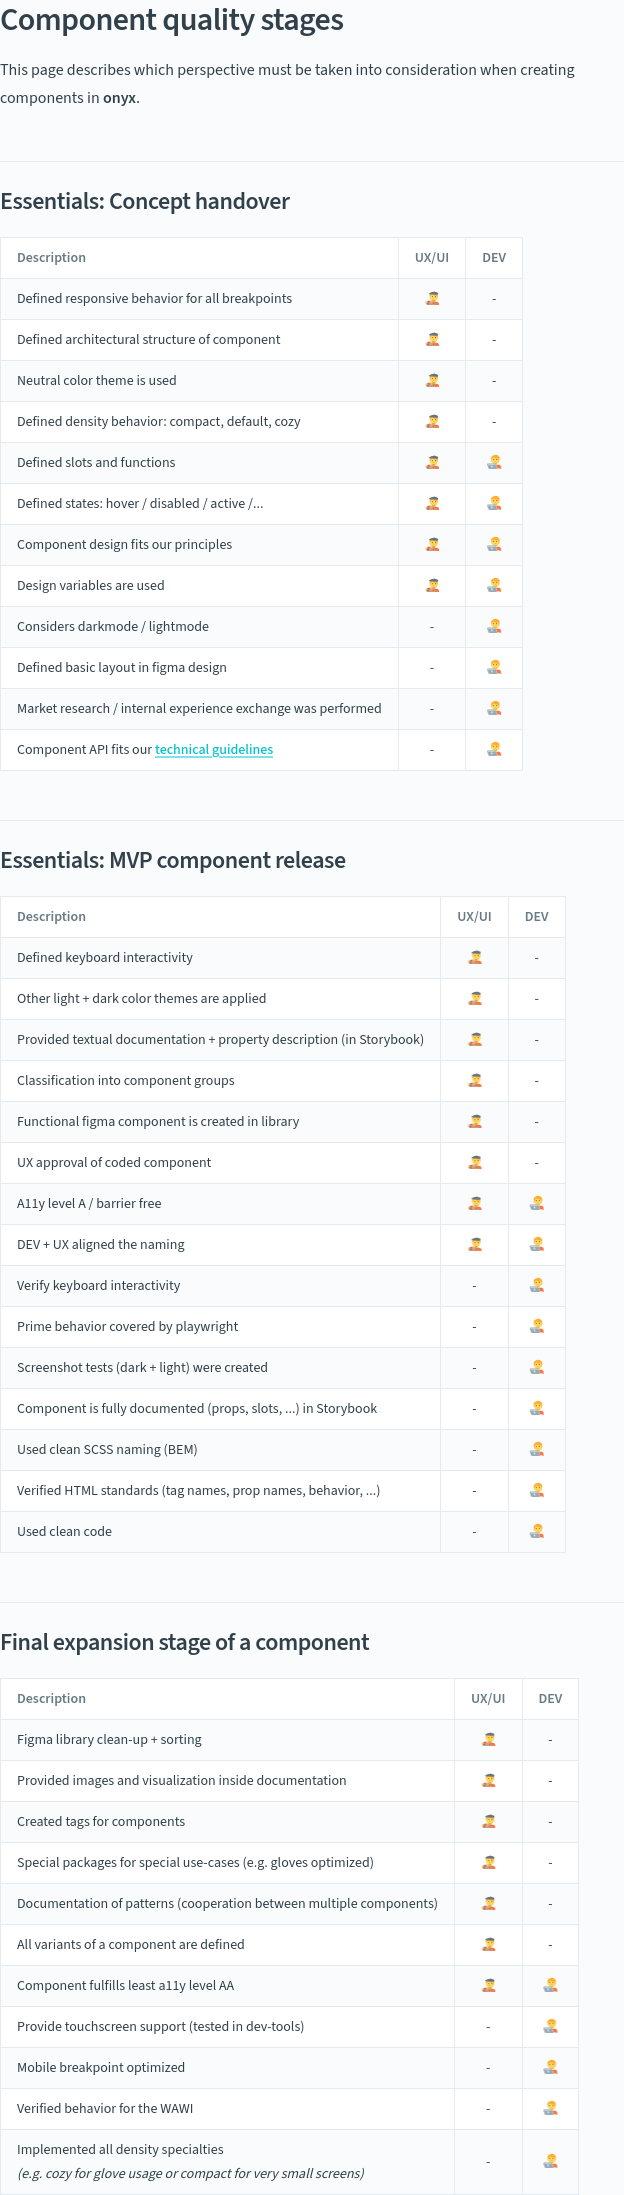 Component quality stages
This page describes which perspective must be taken into consideration when creating
components in onyx.
Essentials: Concept handover
Description UX/UI DEV
Defined responsive behavior for all breakpoints -
Defined architectural structure of component -
Neutral color theme is used -
Defined density behavior: compact, default, cozy -
Defined slots and functions
Defined states: hover / disabled / active /...
Component design fits our principles
Design variables are used
Considers darkmode / lightmode -
Defined basic layout in figma design -
Market research / internal experience exchange was performed -
Component API fits our technical guidelines -
Essentials: MVP component release
Description UX/UI DEV
Defined keyboard interactivity -
Other light + dark color themes are applied -
Provided textual documentation + property description (in Storybook) -
Classification into component groups -
Functional figma component is created in library -
UX approval of coded component -
A11y level A / barrier free
DEV + UX aligned the naming
Verify keyboard interactivity -
Prime behavior covered by playwright -
Screenshot tests (dark + light) were created -
Component is fully documented (props, slots, ...) in Storybook -
Used clean SCSS naming (BEM) -
Verified HTML standards (tag names, prop names, behavior, ...) -
Used clean code -
Final expansion stage of a component
Description UX/UI DEV
Figma library clean-up + sorting -
Provided images and visualization inside documentation -
Created tags for components -
Special packages for special use-cases (e.g. gloves optimized) -
Documentation of patterns (cooperation between multiple components) -
All variants of a component are defined -
Component fulfills least a11y level AA
Provide touchscreen support (tested in dev-tools) -
Mobile breakpoint optimized -
Verified behavior for the WAWI -
Implemented all density specialties -
(e.g. cozy for glove usage or compact for very small screens)